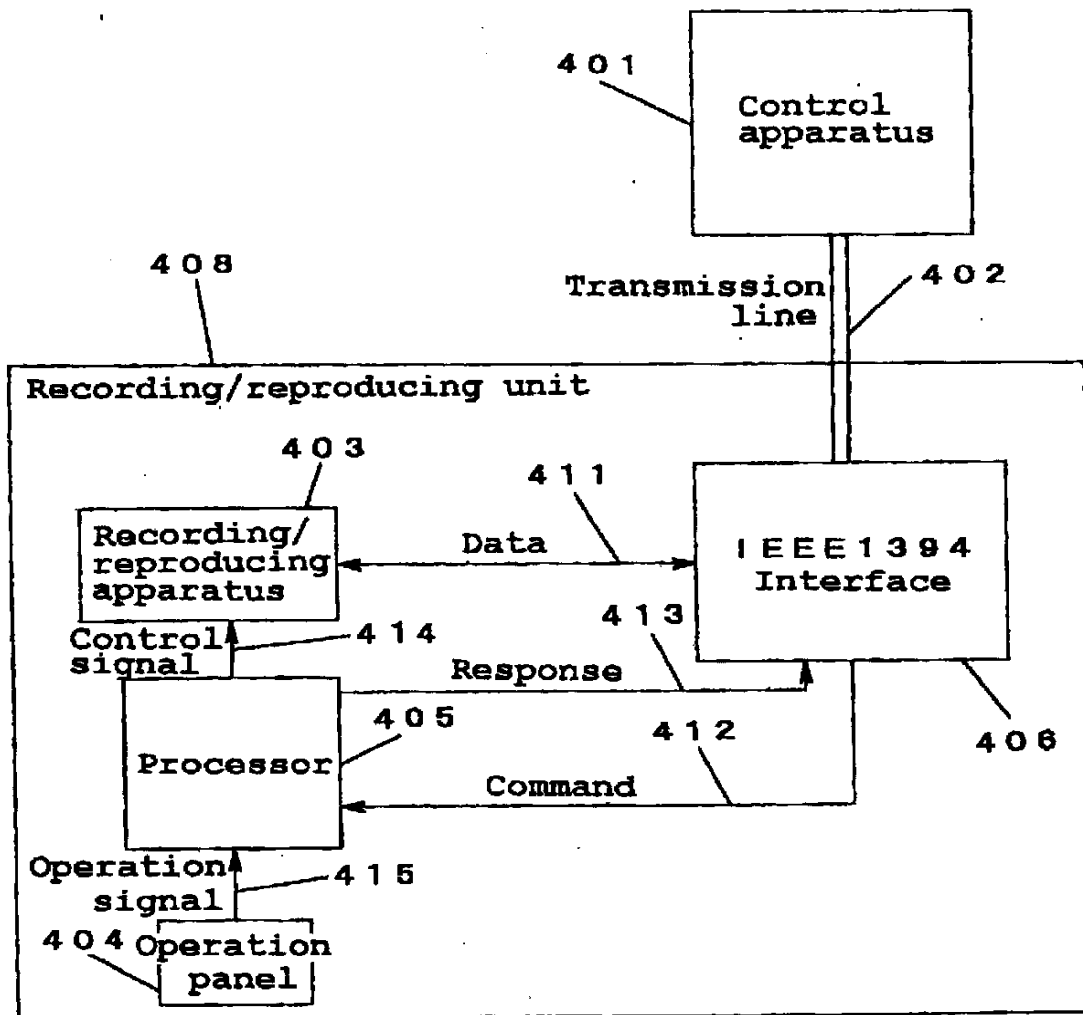 401
Control
apparatus
408
Transmission
line
402
Recording/reproducing unit
403
411
Recording/
reproducing
apparatus
Data
IEEE1394
Interface
Control
signal
414
413
Response
405
412
406
Processor
Command
Operation
signal
415
404
Operation
panel